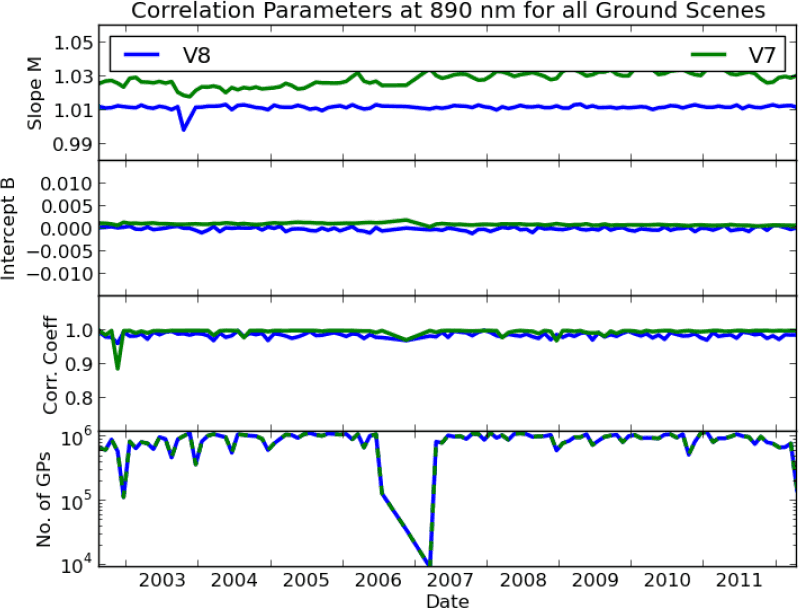 Correlation Parameters at 890 nm for all Ground Scenes
V8 V7
Slope M
1.05
1.03
1.01
0.99
Intercept B
0.010
0.005
0.000
−0.005
−0.010
Corr. Coeff
1.0
0.9
0.8
No. of GPs
10^6
10^5
10^4
2003 2004 2005 2006 2007 2008 2009 2010 2011
Date